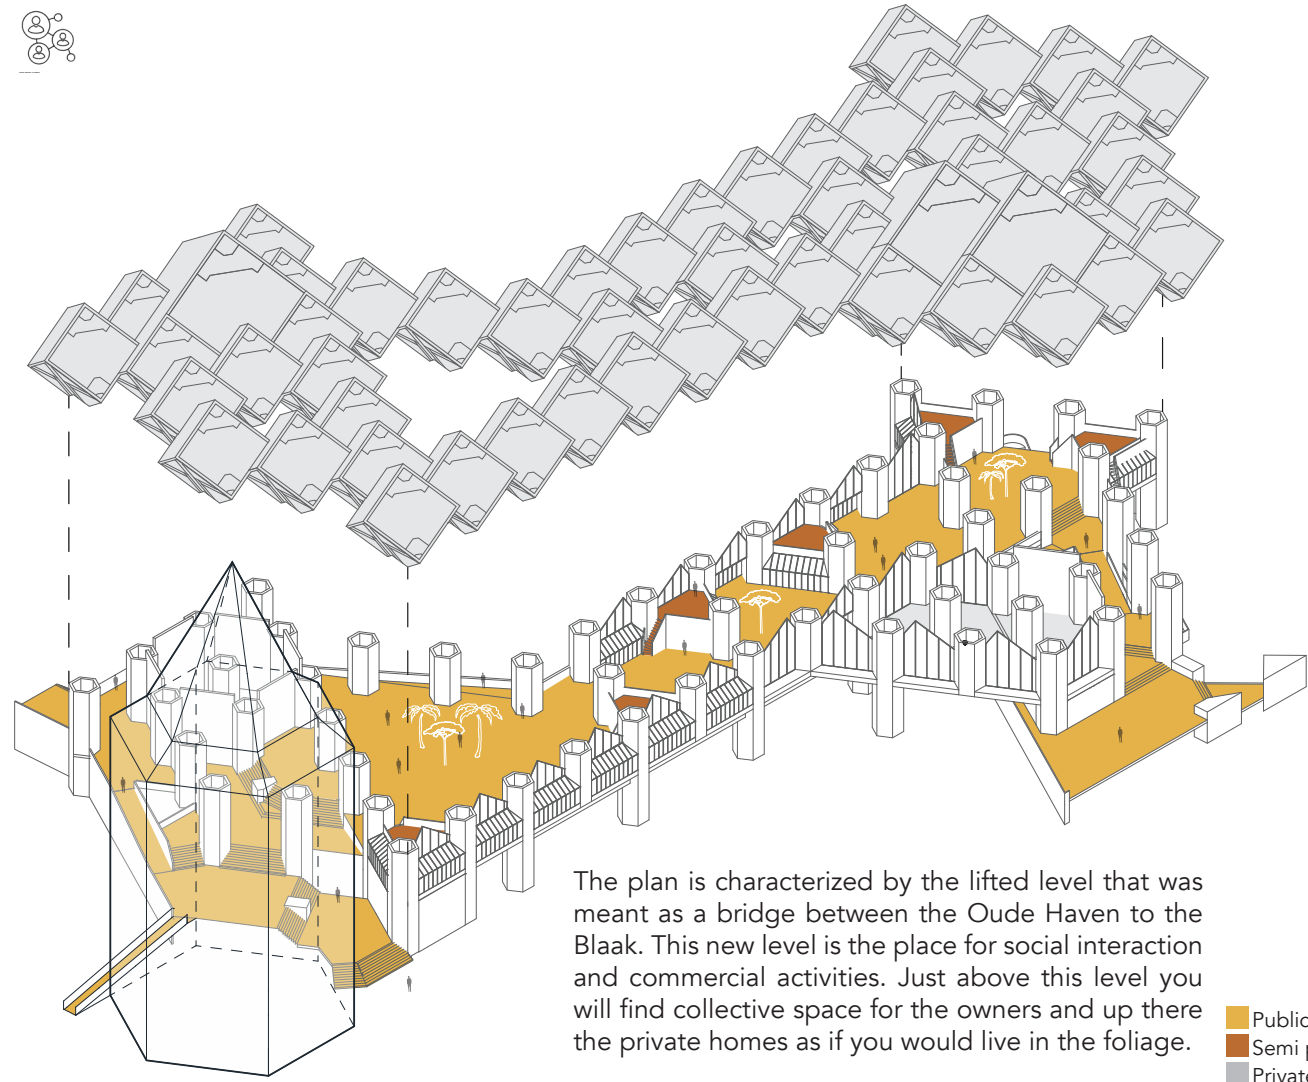 The plan is characterized by the lifted level that was
meant as a bridge between the Oude Haven to the
Blaak. This new level is the place for social interaction
and commercial activities. Just above this level you
will find collective space for the owners and up there
the private homes as if you would live in the foliage.
Public
Semi p
Private